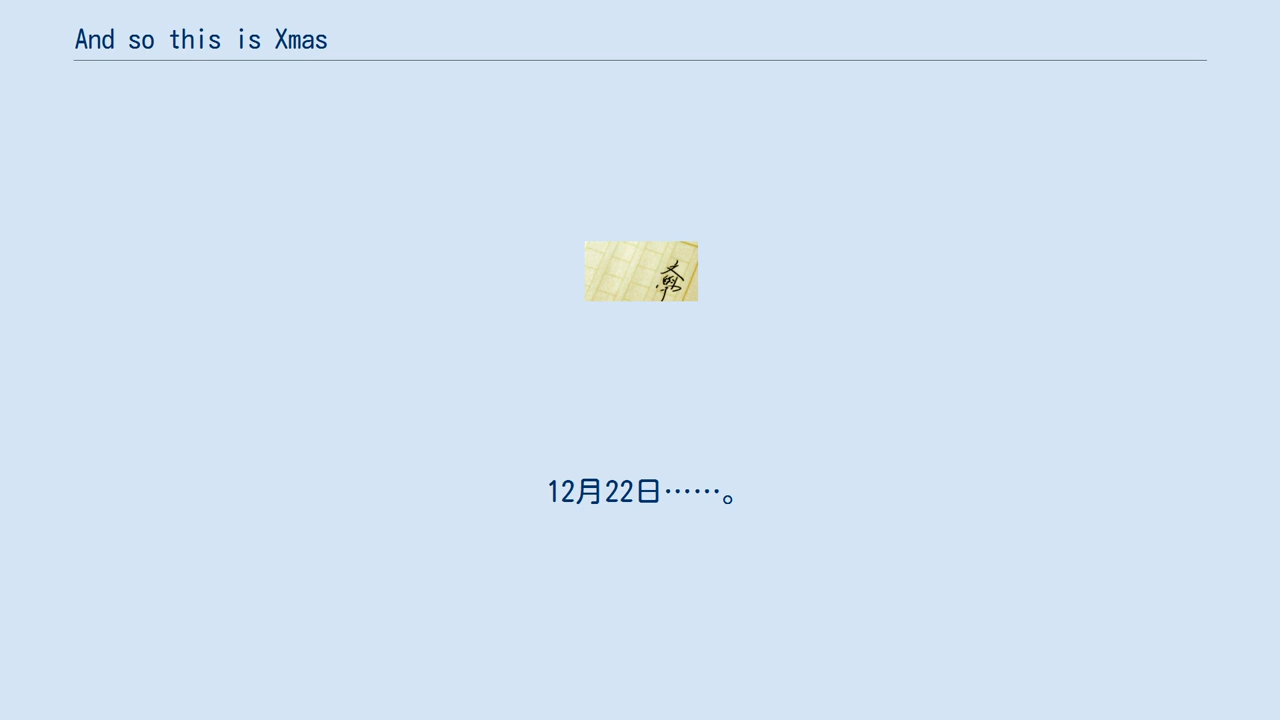 And so this is Xmas
12月22日……。